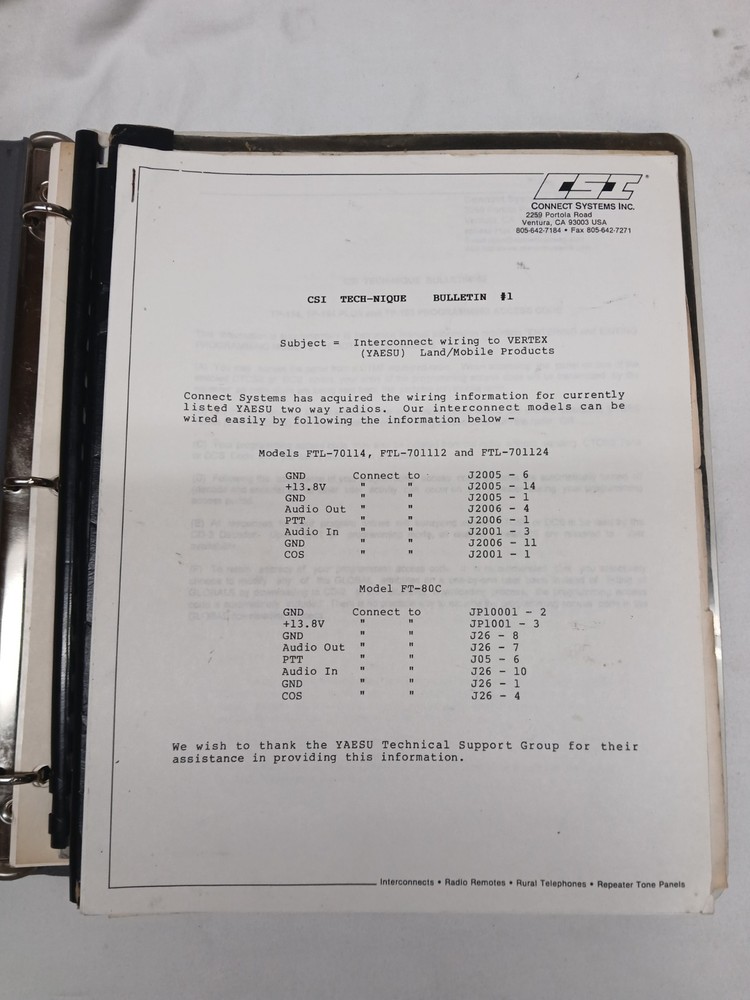 CSI
CONNECT SYSTEMS INC.
2259 Portola Road
Ventura, CA 93003 USA
805-642-7184 • Fax 805-642-7271
CSI TECH-NIQUE BULLETIN #1
Subject = Interconnect wiring to VERTEX
(YAESU) Land/Mobile Products
Connect Systems has acquired the wiring information for currently
listed YAESU two way radios. Our interconnect models can be
wired easily by following the information below -
Models FTL-70114, FTL-701112 and FTL-701124
GND Connect to J2005 - 6
+13.8V " " J2005 - 14
GND " " J2005 - 1
Audio Out " " J2006 - 4
PTT " " J2006 - 1
Audio In " " J2001 - 3
GND " " J2006 - 11
COS " " J2001 - 1
Model FT-80C
GND Connect to JP10001 - 2
+13.8V " " JP1001 - 3
GND " " J26 - 8
Audio Out " " J26 - 7
PTT " " J05 - 6
Audio In " " J26 - 10
GND " " J26 - 1
COS " " J26 - 4
We wish to thank the YAESU Technical Support Group for their
assistance in providing this information.
Interconnects • Radio Remotes • Rural Telephones • Repeater Tone Panels